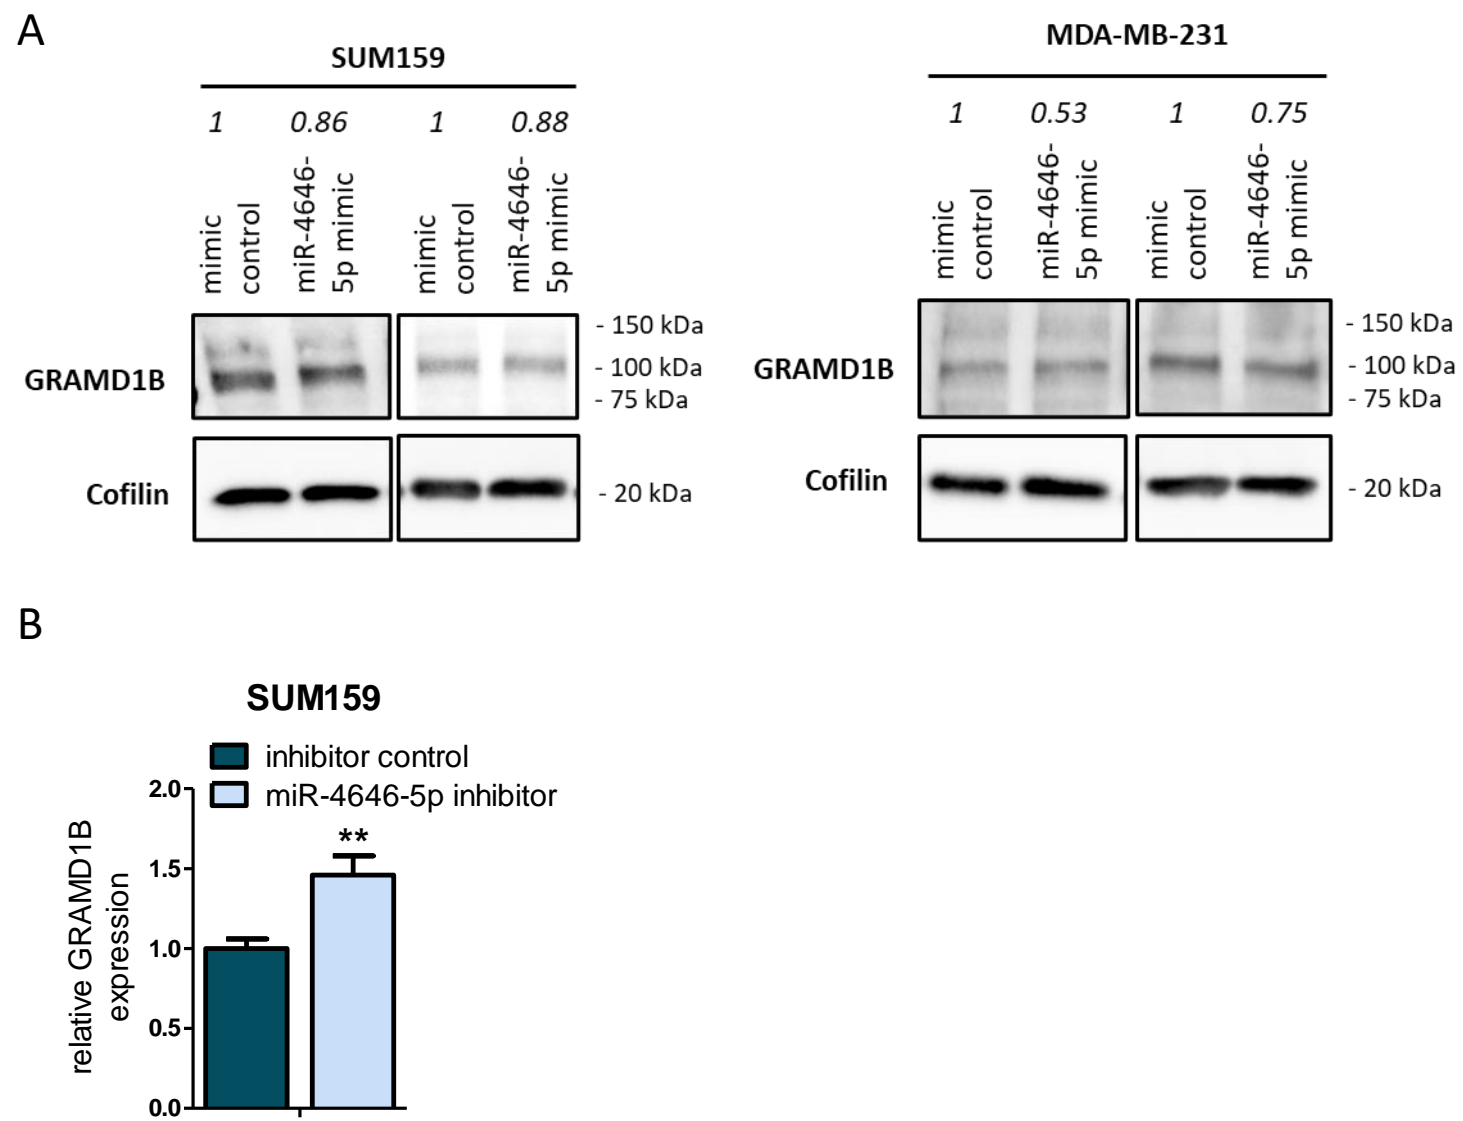 A
SUM159
1 0.86 1 0.88
mimic
control
miR-4646-
5p mimic
mimic
control
miR-4646-
5p mimic
GRAMD1B
- 150 kDa
- 100 kDa
- 75 kDa
Cofilin
- 20 kDa
MDA-MB-231
1 0.53 1 0.75
mimic
control
miR-4646-
5p mimic
mimic
control
miR-4646-
5p mimic
GRAMD1B
- 150 kDa
- 100 kDa
- 75 kDa
Cofilin
- 20 kDa
B
SUM159
inhibitor control
miR-4646-5p inhibitor
**
relative GRAMD1B
expression
2.0
1.5
1.0
0.5
0.0